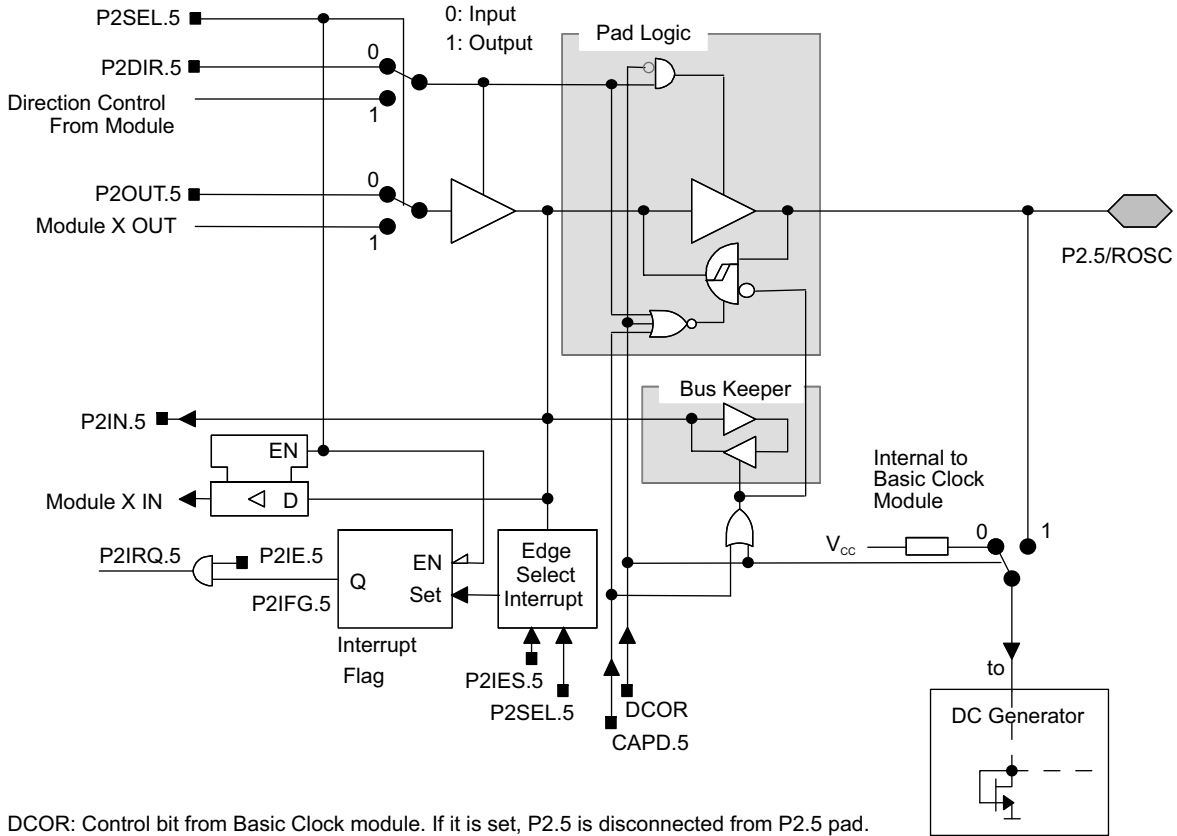 P2SEL.5
0: Input
1: Output
Pad Logic
P2DIR.5
0
Direction Control
From Module
1
P2OUT.5
0
Module X OUT
1
P2.5/ROSC
Bus Keeper
P2IN.5
EN
Module X IN
D
Internal to
Basic Clock
Module
VCC
0
1
P2IRQ.5
P2IE.5
P2IFG.5
Q
EN
Set
Interrupt
Flag
Edge
Select
Interrupt
P2IES.5
P2SEL.5
DCOR
CAPD.5
to
DC Generator
DCOR: Control bit from Basic Clock module. If it is set, P2.5 is disconnected from P2.5 pad.